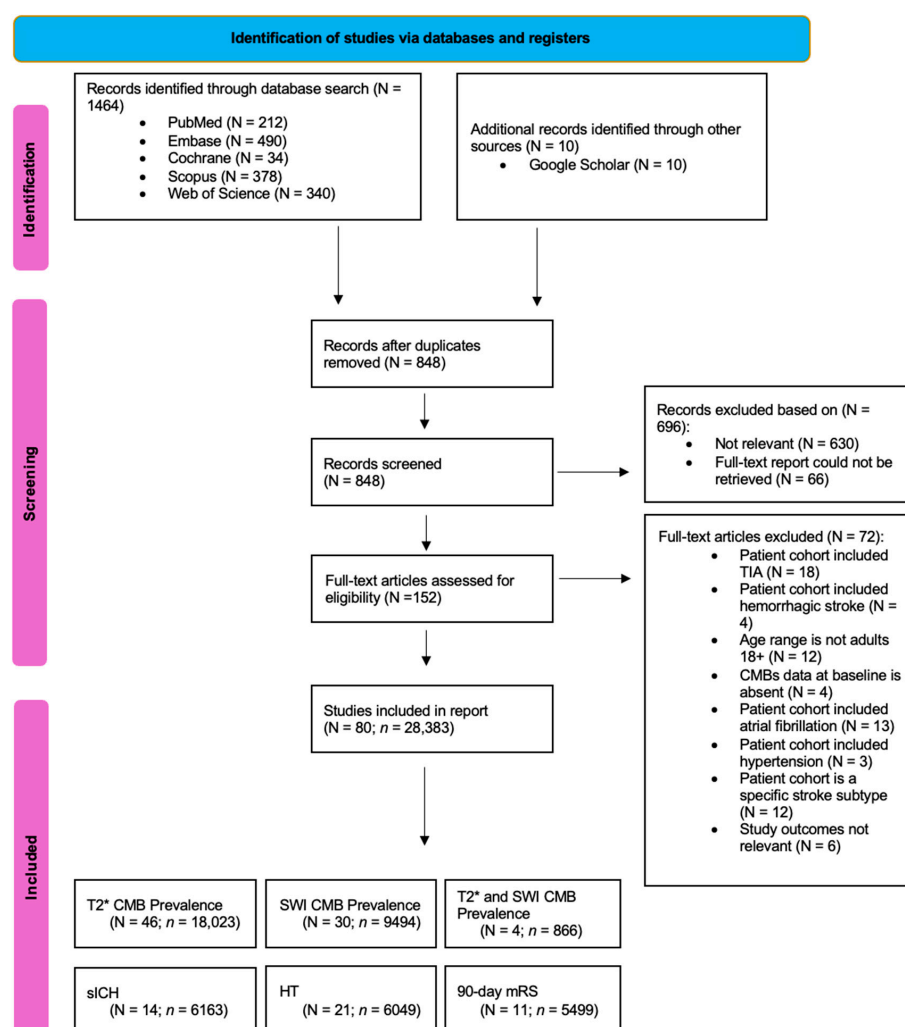 Identification of studies via databases and registers
Identification
Records identified through database search (N =
1464)
• PubMed (N = 212)
• Embase (N = 490)
• Cochrane (N = 34)
• Scopus (N = 378)
• Web of Science (N = 340)
Additional records identified through other
sources (N = 10)
• Google Scholar (N = 10)
Screening
Records after duplicates
removed (N = 848)
Records screened
(N = 848)
Records excluded based on (N =
696):
• Not relevant (N = 630)
• Full-text report could not be
retrieved (N = 66)
Full-text articles assessed for
eligibility (N =152)
Full-text articles excluded (N = 72):
• Patient cohort included
TIA (N = 18)
• Patient cohort included
hemorrhagic stroke (N =
4)
• Age range is not adults
18+ (N = 12)
• CMBs data at baseline is
absent (N = 4)
• Patient cohort included
atrial fibrillation (N = 13)
• Patient cohort included
hypertension (N = 3)
• Patient cohort is a
specific stroke subtype
(N = 12)
• Study outcomes not
relevant (N = 6)
Studies included in report
(N = 80; n = 28,383)
Included
T2* CMB Prevalence
(N = 46; n = 18,023)
SWI CMB Prevalence
(N = 30; n = 9494)
T2* and SWI CMB
Prevalence
(N = 4; n = 866)
sICH
(N = 14; n = 6163)
HT
(N = 21; n = 6049)
90-day mRS
(N = 11; n = 5499)